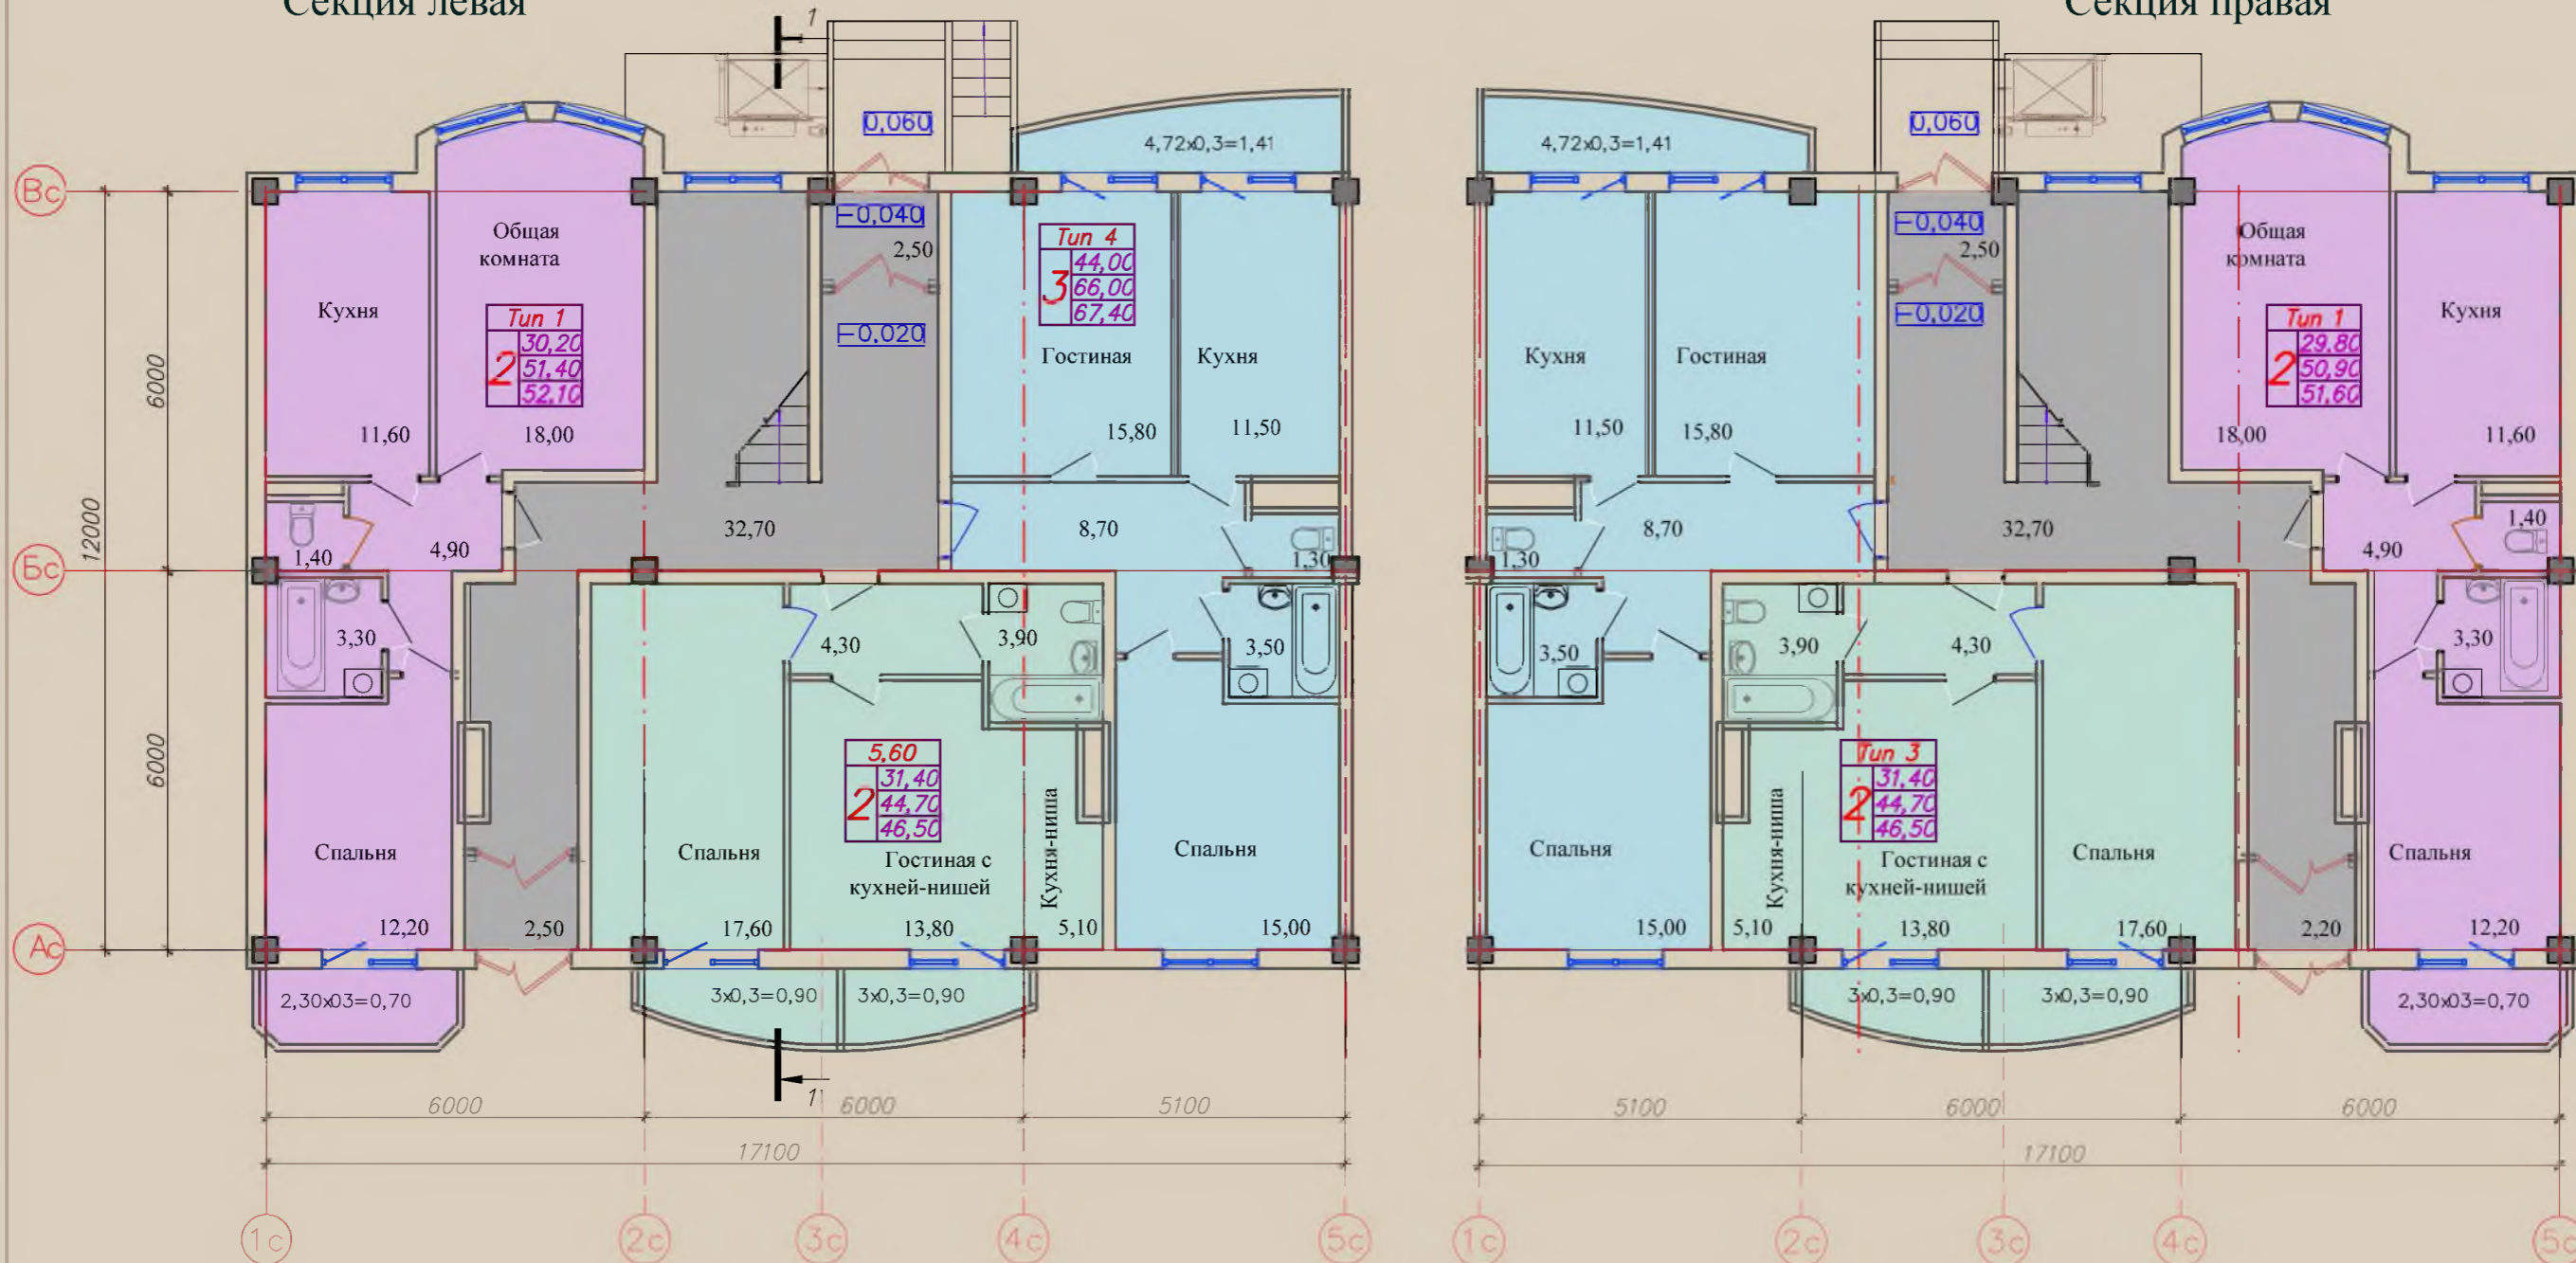 Секция левая
Секция правая
1
0,060
4,72х0,3=1,41
4,72х0,3=1,41
0,060
Вс
-0,040
2,50
-0,020
Общая
комната
Кухня
Тип 1
2
30,20
51,40
52,10
11,60
18,00
Тип 4
3
44,00
66,00
67,40
Гостиная
Кухня
15,80
11,50
Кухня
Гостиная
11,50
15,80
-0,040
2,50
-0,020
Общая
комната
Кухня
Тип 1
2
29,80
50,90
51,60
18,00
11,60
6000
12000
6000
Бс
1,40
4,90
32,70
8,70
1,30
1,30
8,70
32,70
4,90
1,40
3,30
4,30
3,90
3,50
3,50
3,90
4,30
3,30
5,60
2
31,40
44,70
46,50
Тип 3
2
31,40
44,70
46,50
Спальня
Спальня
Гостиная с
кухней-нишей
Кухня-ниша
Спальня
Спальня
Кухня-ниша
Гостиная с
кухней-нишей
Спальня
Спальня
Ас
12,20
2,50
17,60
13,80
5,10
15,00
15,00
5,10
13,80
17,60
2,20
12,20
2,30х03=0,70
3х0,3=0,90
3х0,3=0,90
3х0,3=0,90
3х0,3=0,90
2,30х03=0,70
1
6000
6000
5100
5100
6000
6000
17100
17100
1с
2с
3с
4с
5с
1с
2с
3с
4с
5с